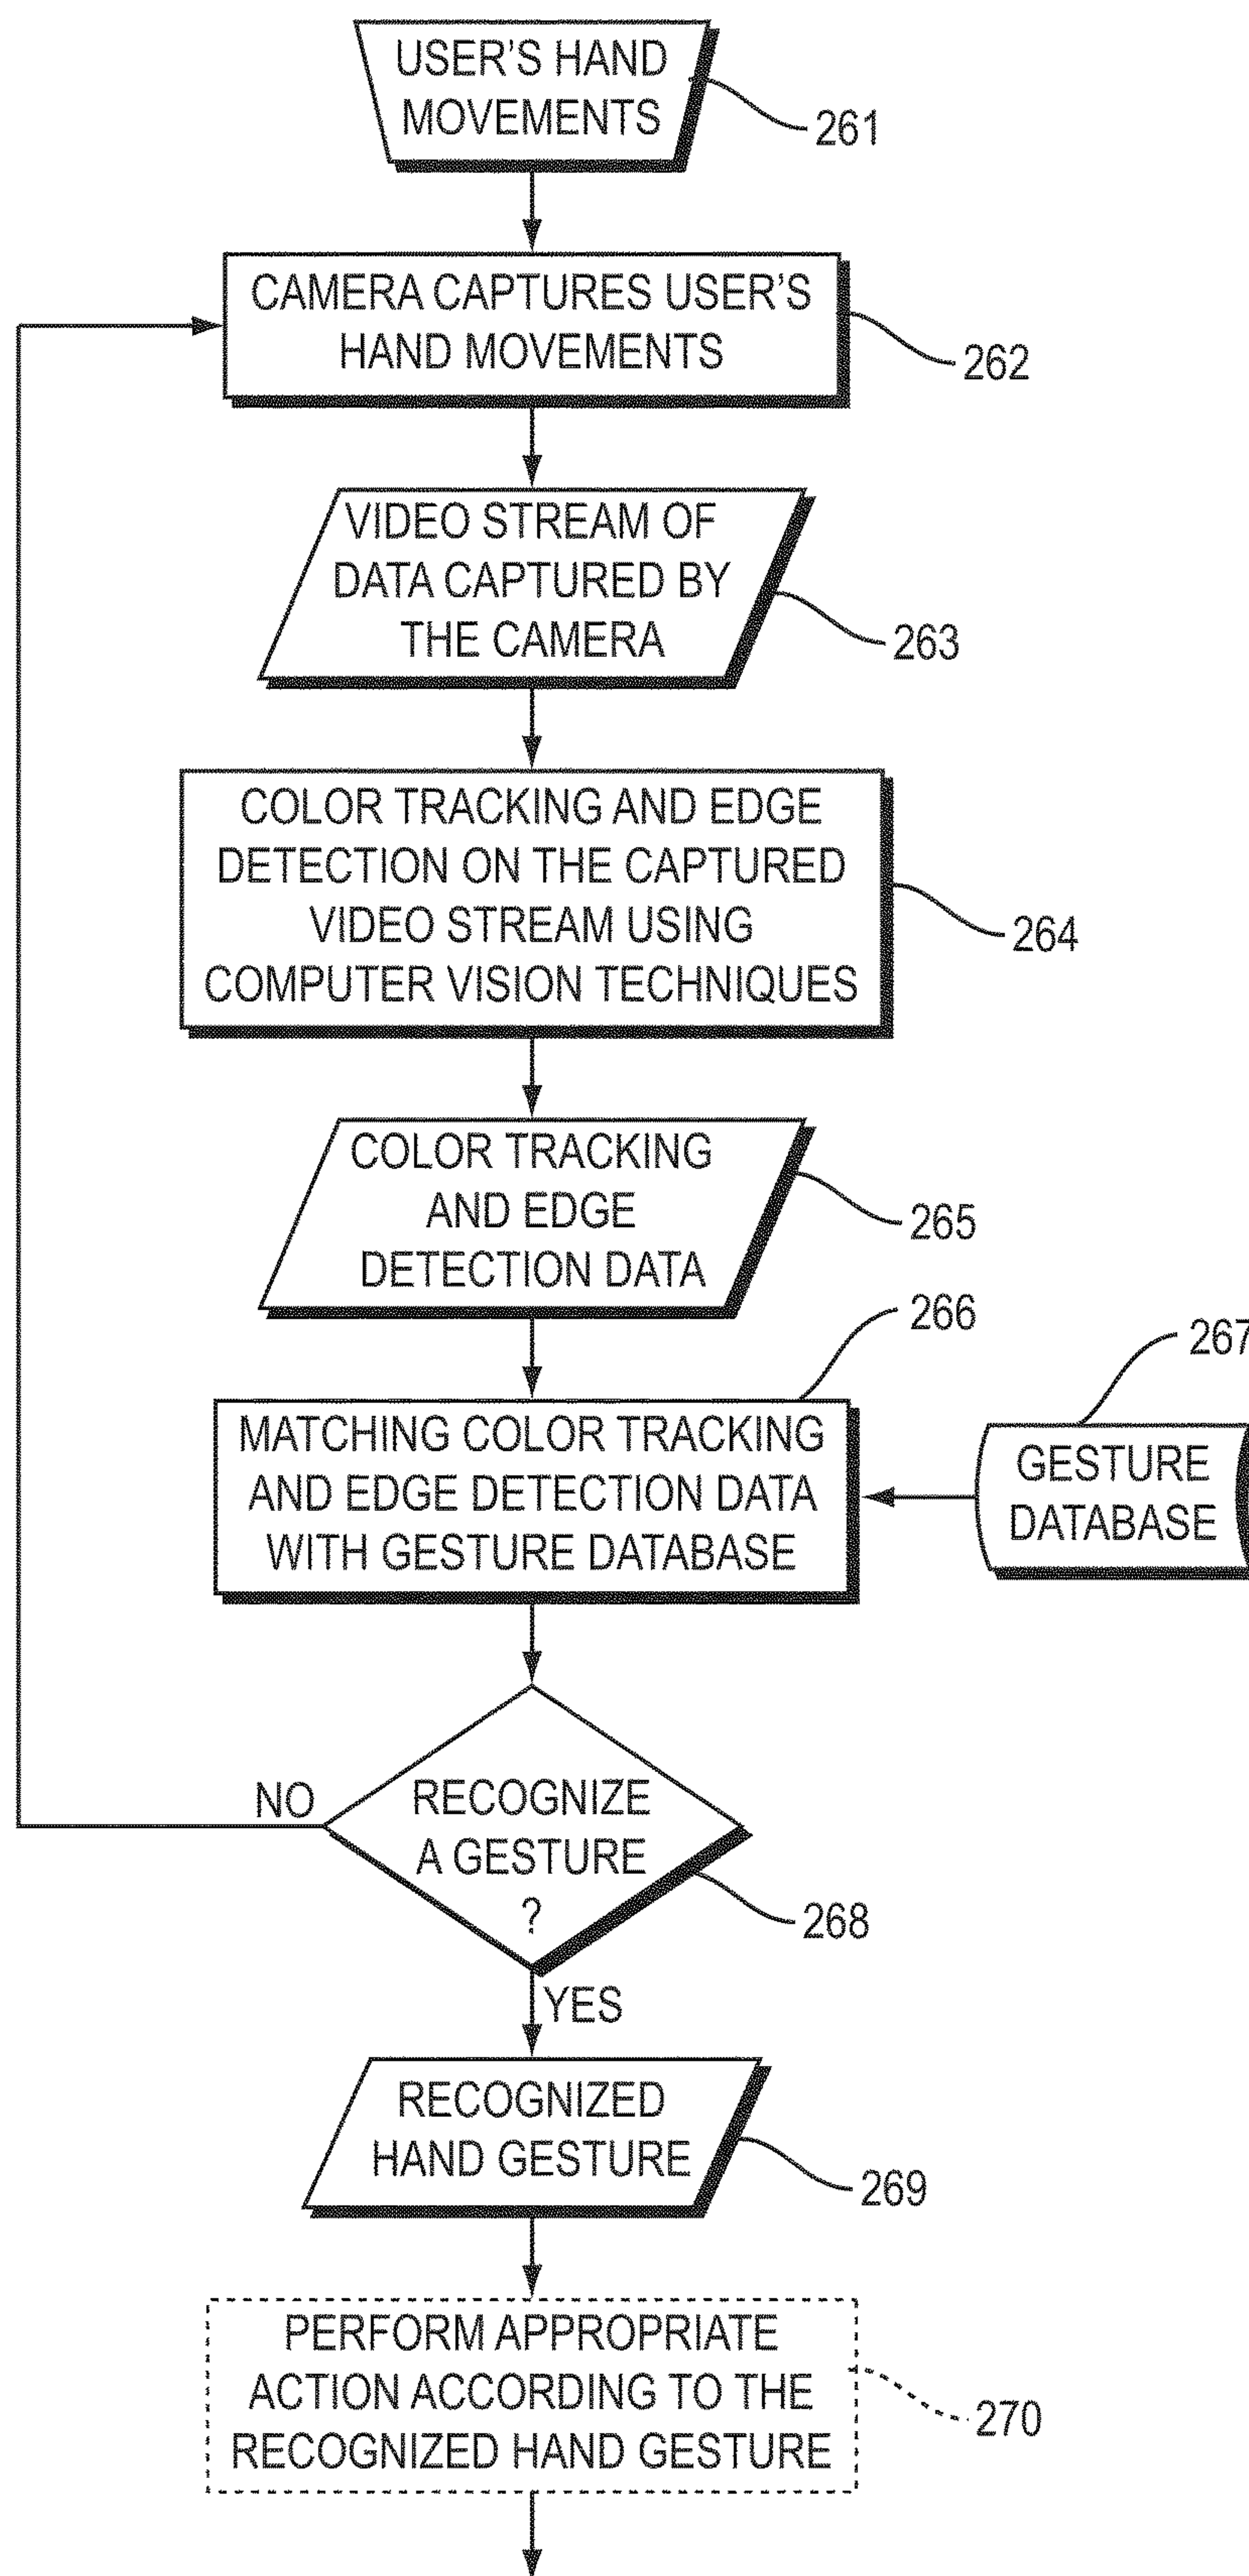 USER'S HAND
MOVEMENTS
261
CAMERA CAPTURES USER'S
HAND MOVEMENTS
262
VIDEO STREAM OF
DATA CAPTURED BY
THE CAMERA
263
COLOR TRACKING AND EDGE
DETECTION ON THE CAPTURED
VIDEO STREAM USING
COMPUTER VISION TECHNIQUES
264
COLOR TRACKING
AND EDGE
DETECTION DATA
265
266
267
MATCHING COLOR TRACKING
AND EDGE DETECTION DATA
WITH GESTURE DATABASE
GESTURE
DATABASE
NO
RECOGNIZE
A GESTURE
?
268
YES
RECOGNIZED
HAND GESTURE
269
PERFORM APPROPRIATE
ACTION ACCORDING TO THE
RECOGNIZED HAND GESTURE
270